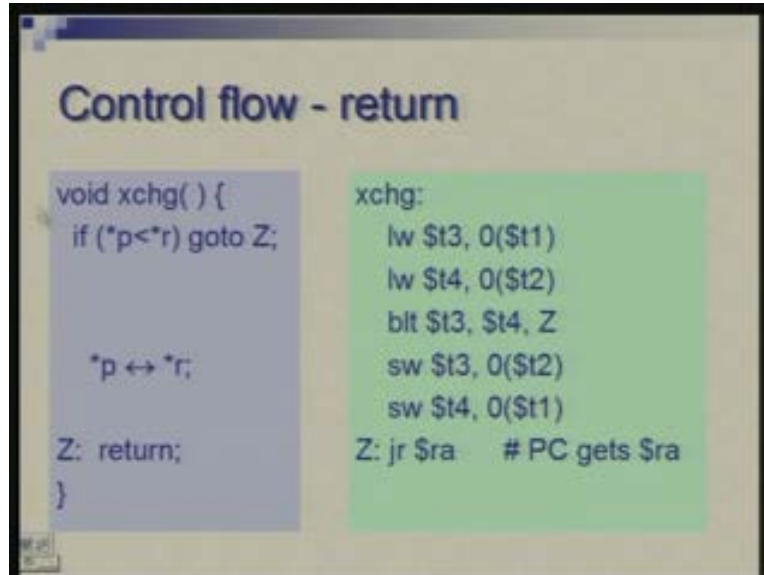 Control flow - return
void xchg( ) {
if (*p<*r) goto Z;
*p ↔ *r;
Z: return;
}
xchg:
lw $t3, 0($t1)
lw $t4, 0($t2)
blt $t3, $t4, Z
sw $t3, 0($t2)
sw $t4, 0($t1)
Z: jr $ra # PC gets $ra